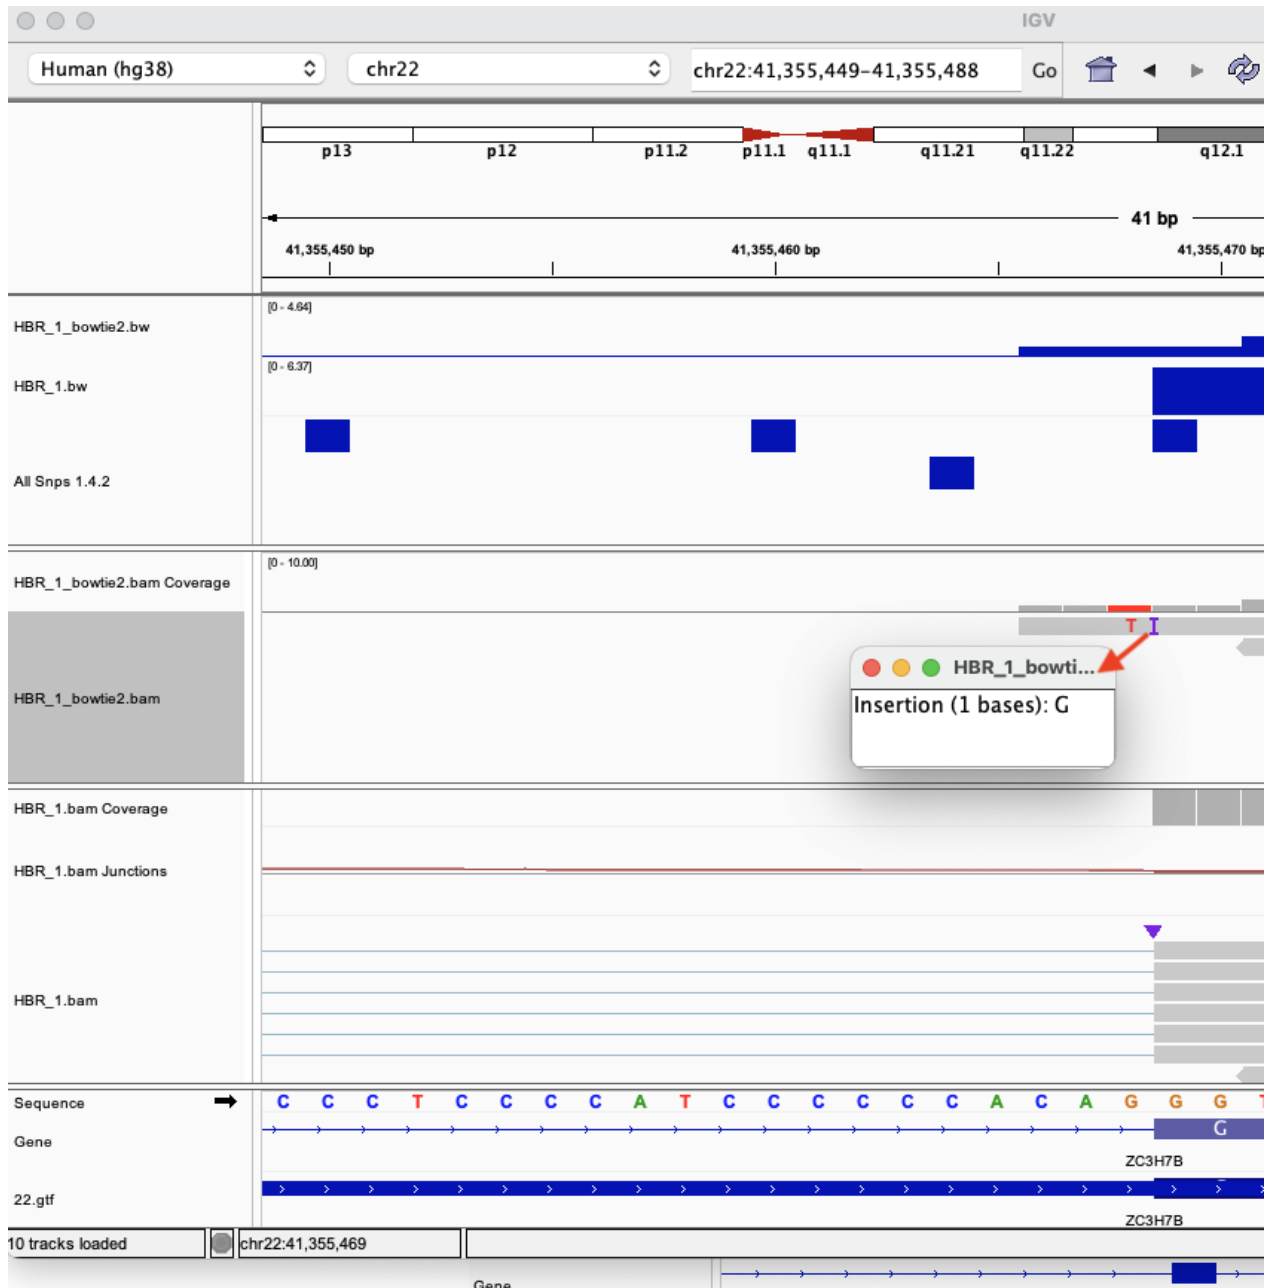 IGV
Human (hg38) chr22 chr22:41,355,449-41,355,488 Go
p13 p12 p11.2 p11.1 q11.1 q11.21 q11.22 q12.1
41 bp
41,355,450 bp 41,355,460 bp 41,355,470 bp
[0 - 4.64]
HBR_1_bowtie2.bw
[0 - 6.37]
HBR_1.bw
All Snps 1.4.2
[0 - 10.00]
HBR_1_bowtie2.bam Coverage
T I
HBR_1_bowti...
Insertion (1 bases): G
HBR_1_bowtie2.bam
HBR_1.bam Coverage
HBR_1.bam Junctions
HBR_1.bam
Sequence C C C T C C C C A T C C C C C C A C A G G G T
Gene G
ZC3H7B
22.gtf
ZC3H7B
10 tracks loaded chr22:41,355,469
Gene